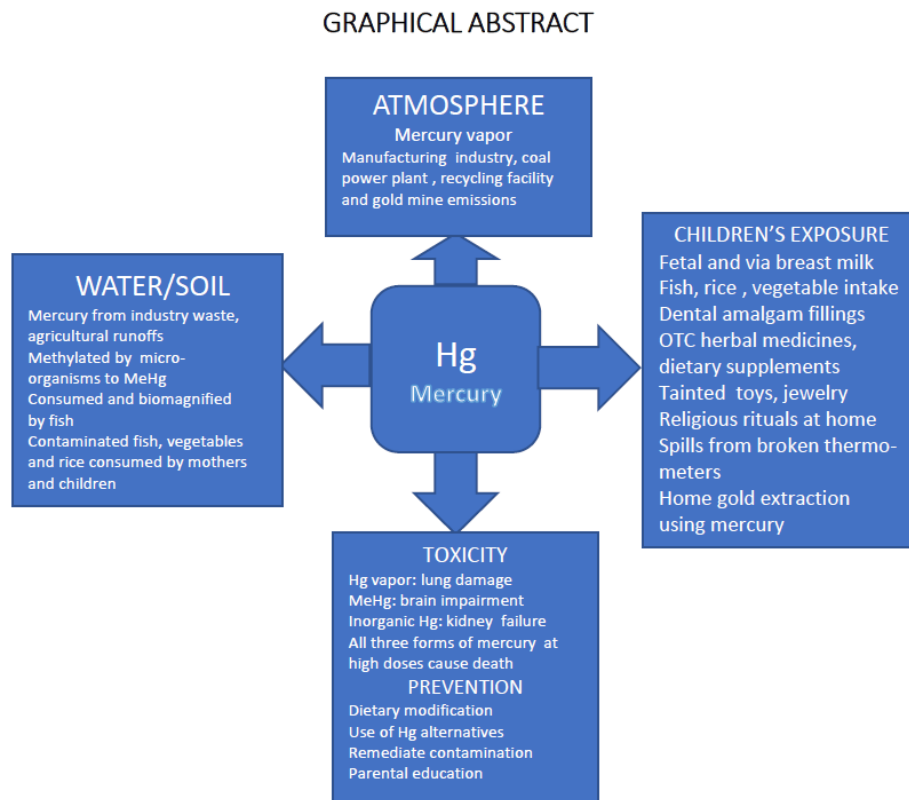 GRAPHICAL ABSTRACT
ATMOSPHERE
Mercury vapor
Manufacturing industry, coal
power plant , recycling facility
and gold mine emissions
WATER/SOIL
Mercury from industry waste,
agricultural runoffs
Methylated by micro-
organisms to MeHg
Consumed and biomagnified
by fish
Contaminated fish, vegetables
and rice consumed by mothers
and children
Hg
Mercury
CHILDREN'S EXPOSURE
Fetal and via breast milk
Fish, rice , vegetable intake
Dental amalgam fillings
OTC herbal medicines,
dietary supplements
Tainted toys, jewelry
Religious rituals at home
Spills from broken thermo-
meters
Home gold extraction
using mercury
TOXICITY
Hg vapor: lung damage
MeHg: brain impairment
Inorganic Hg: kidney failure
All three forms of mercury at
high doses cause death
PREVENTION
Dietary modification
Use of Hg alternatives
Remediate contamination
Parental education